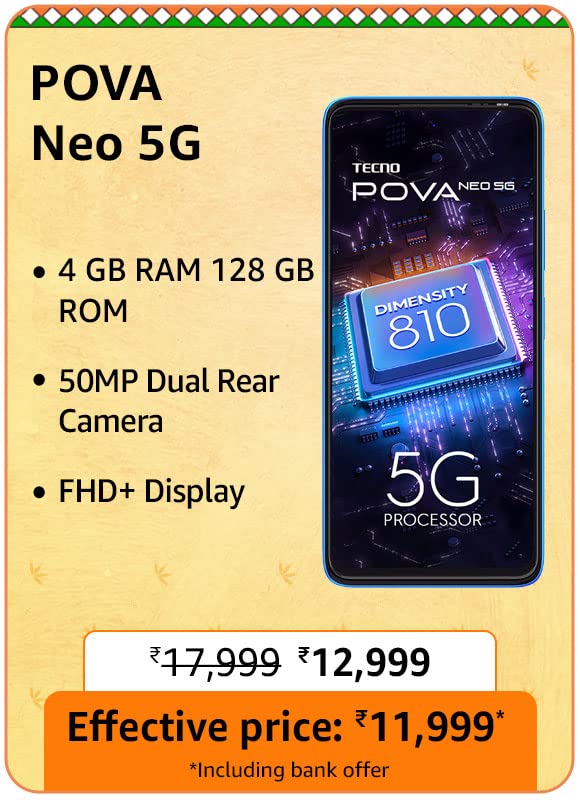 POVA
Neo 5G
• 4 GB RAM 128 GB
ROM
• 50MP Dual Rear
Camera
• FHD+ Display
TECNO
POVA NEO 5G
DIMENSITY
810
5G
PROCESSOR
₹17,999 ₹12,999
Effective price: ₹11,999*
*Including bank offer